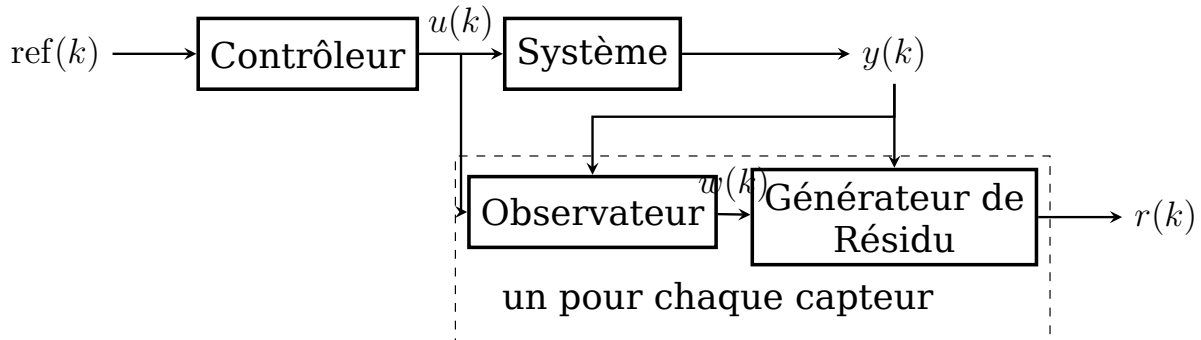 ref(k)
Contrôleur
u(k)
Système
y(k)
Observateur
w(k)
Générateur de
Résidu
r(k)
un pour chaque capteur